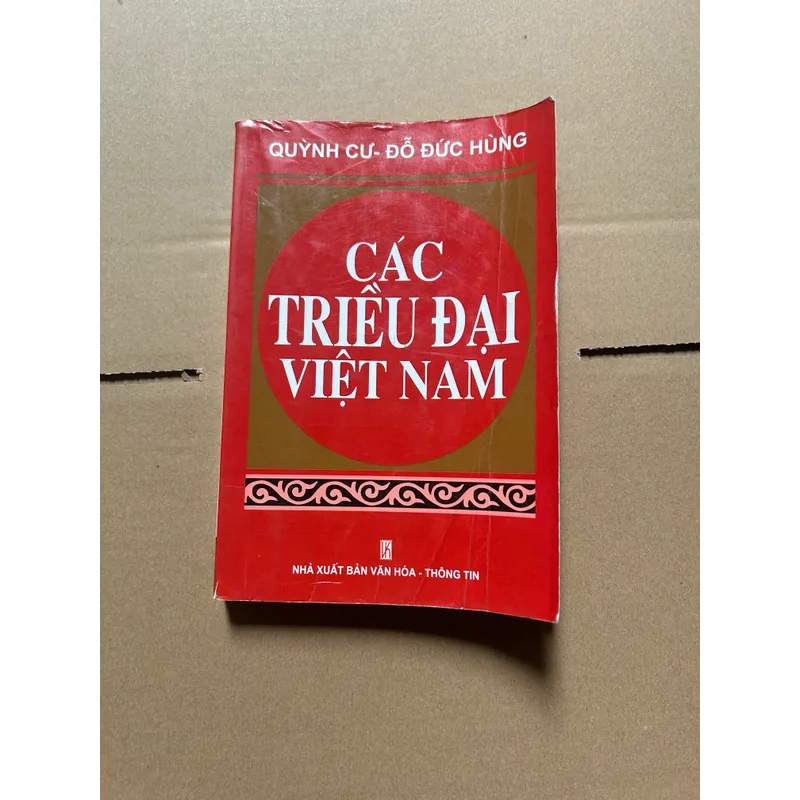 QUỲNH CƯ- ĐỖ ĐỨC HÙNG
CÁC
TRIỀU ĐẠI
VIỆT NAM
NHÀ XUẤT BẢN VĂN HÓA - THÔNG TIN